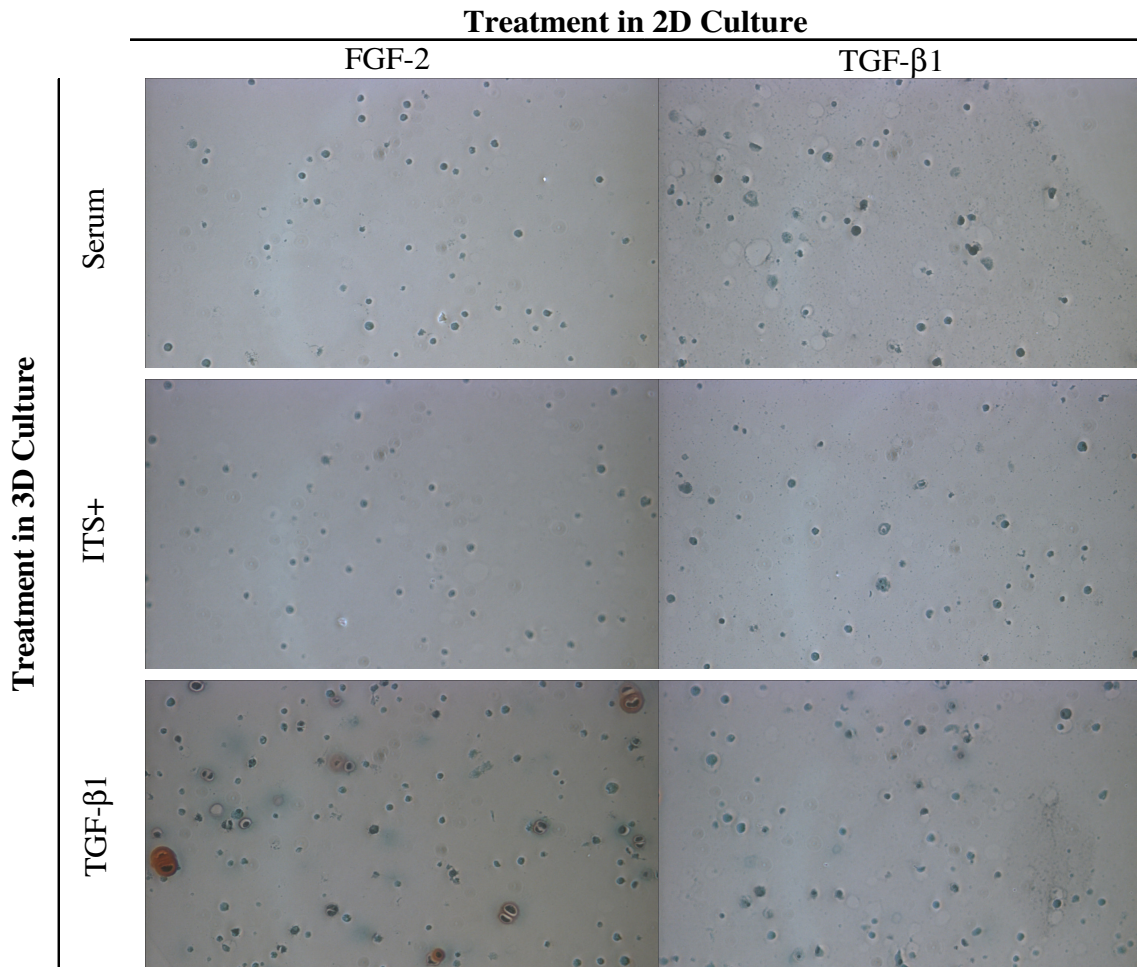 Treatment in 2D Culture
FGF-2
TGF-β1
Treatment in 3D Culture
Serum
ITS+
TGF-β1